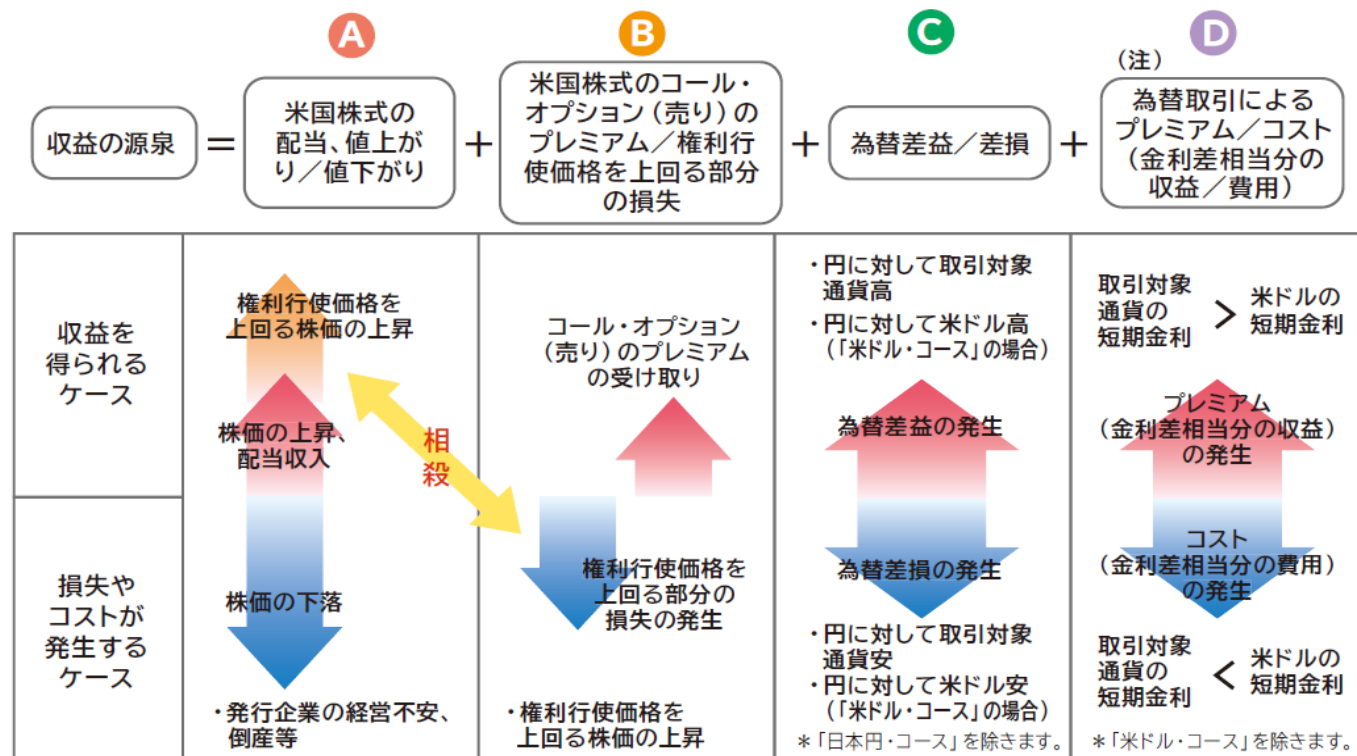 A
B
C
D
(注)
収益の源泉
=
米国株式の
配当、値上が
り／値下がり
+
米国株式のコール・
オプション（売り）の
プレミアム／権利行
使価格を上回る部分
の損失
+
為替差益／差損
+
為替取引による
プレミアム／コスト
（金利差相当分の
収益／費用）
収益を
得られる
ケース
権利行使価格を
上回る株価の上昇
株価の上昇、
配当収入
相
殺
コール・オプション
（売り）のプレミアム
の受け取り
・円に対して取引対象
通貨高
・円に対して米ドル高
（「米ドル・コース」の場合）
為替差益の発生
取引対象
通貨の
短期金利
>
米ドルの
短期金利
プレミアム
（金利差相当分の収益）
の発生
損失や
コストが
発生する
ケース
株価の下落
・発行企業の経営不安、
倒産等
権利行使価格を
上回る部分の
損失の発生
・権利行使価格を
上回る株価の上昇
為替差損の発生
・円に対して取引対象
通貨安
・円に対して米ドル安
（「米ドル・コース」の場合）
＊「日本円・コース」を除きます。
コスト
（金利差相当分の費用）
の発生
取引対象
通貨の
短期金利
<
米ドルの
短期金利
＊「米ドル・コース」を除きます。